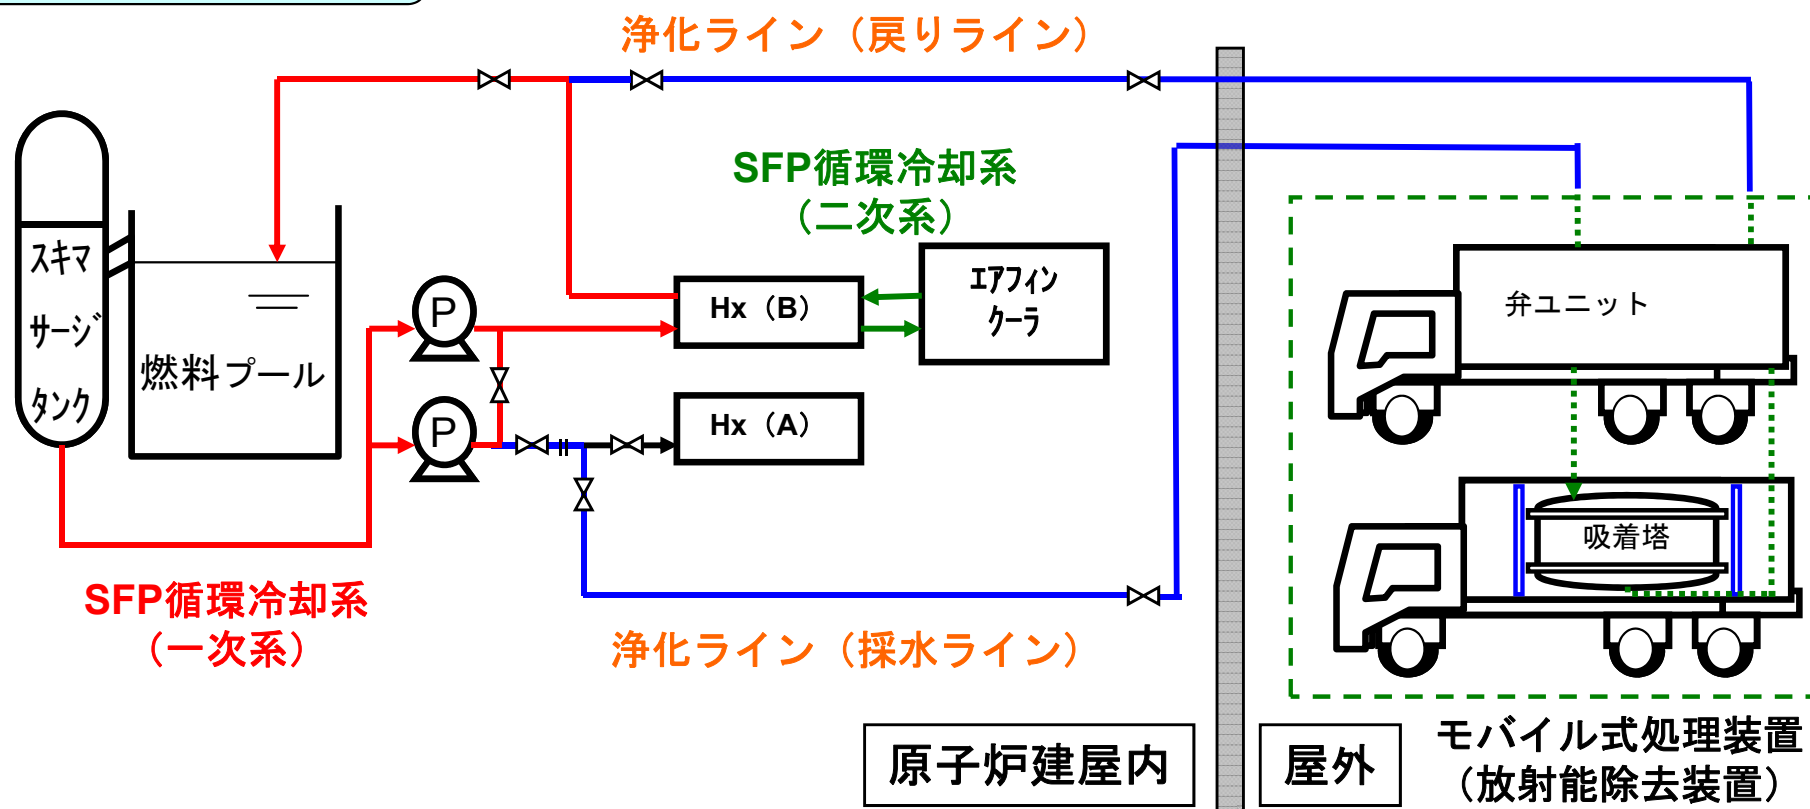 浄化ライン（戻りライン）
SFP循環冷却系
（二次系）
スキマ
サージ
タンク
燃料プール
P
P
Hx（B）
Hx（A）
エアフィン
クーラ
弁ユニット
吸着塔
SFP循環冷却系
（一次系）
浄化ライン（採水ライン）
原子炉建屋内
屋外
モバイル式処理装置
（放射能除去装置）